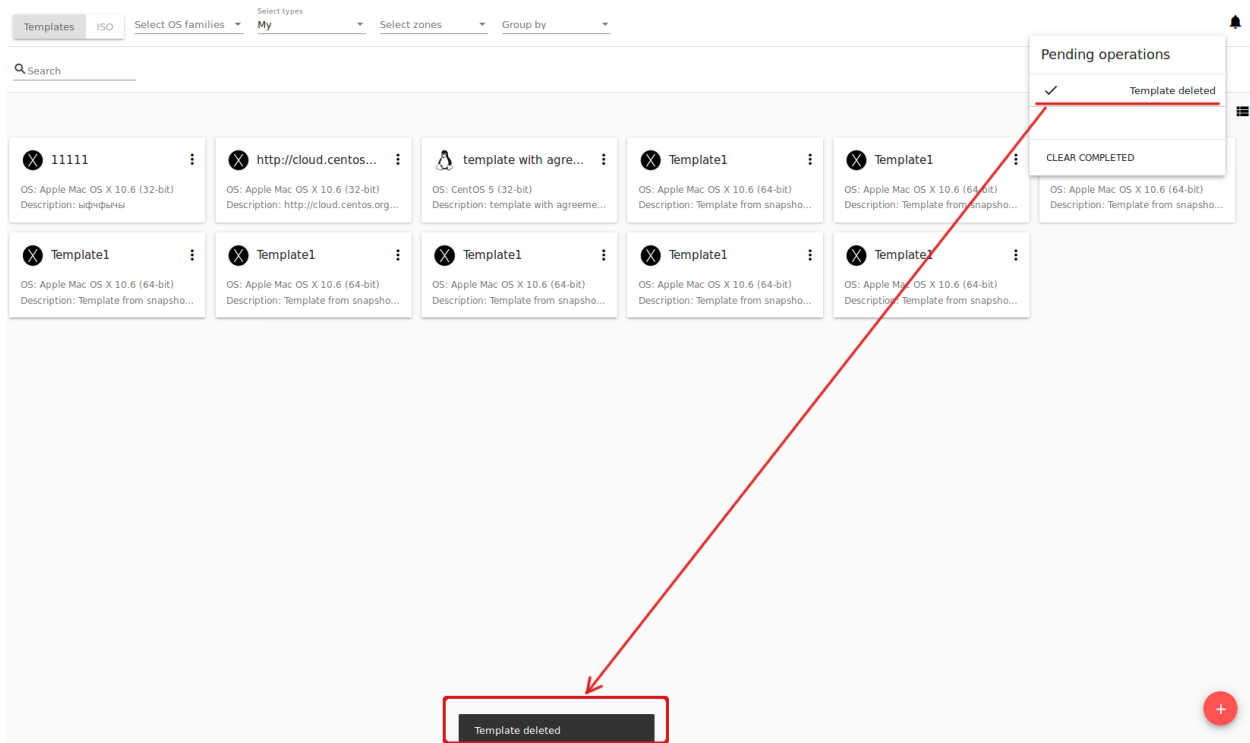 Templates
ISO
Select OS families
Select types
My
Select zones
Group by
Search
Pending operations
Template deleted
CLEAR COMPLETED
11111
OS: Apple Mac OS X 10.6 (32-bit)
Description: ыфчфычы
http://cloud.centos...
OS: Apple Mac OS X 10.6 (32-bit)
Description: http://cloud.centos.org...
template with agre...
OS: CentOS 5 (32-bit)
Description: template with agreeme...
Template1
OS: Apple Mac OS X 10.6 (64-bit)
Description: Template from snapsho...
Template1
OS: Apple Mac OS X 10.6 (64-bit)
Description: Template from snapsho...
OS: Apple Mac OS X 10.6 (64-bit)
Description: Template from snapsho...
Template1
OS: Apple Mac OS X 10.6 (64-bit)
Description: Template from snapsho...
Template1
OS: Apple Mac OS X 10.6 (64-bit)
Description: Template from snapsho...
Template1
OS: Apple Mac OS X 10.6 (64-bit)
Description: Template from snapsho...
Template1
OS: Apple Mac OS X 10.6 (64-bit)
Description: Template from snapsho...
Template1
OS: Apple Mac OS X 10.6 (64-bit)
Description: Template from snapsho...
Template deleted